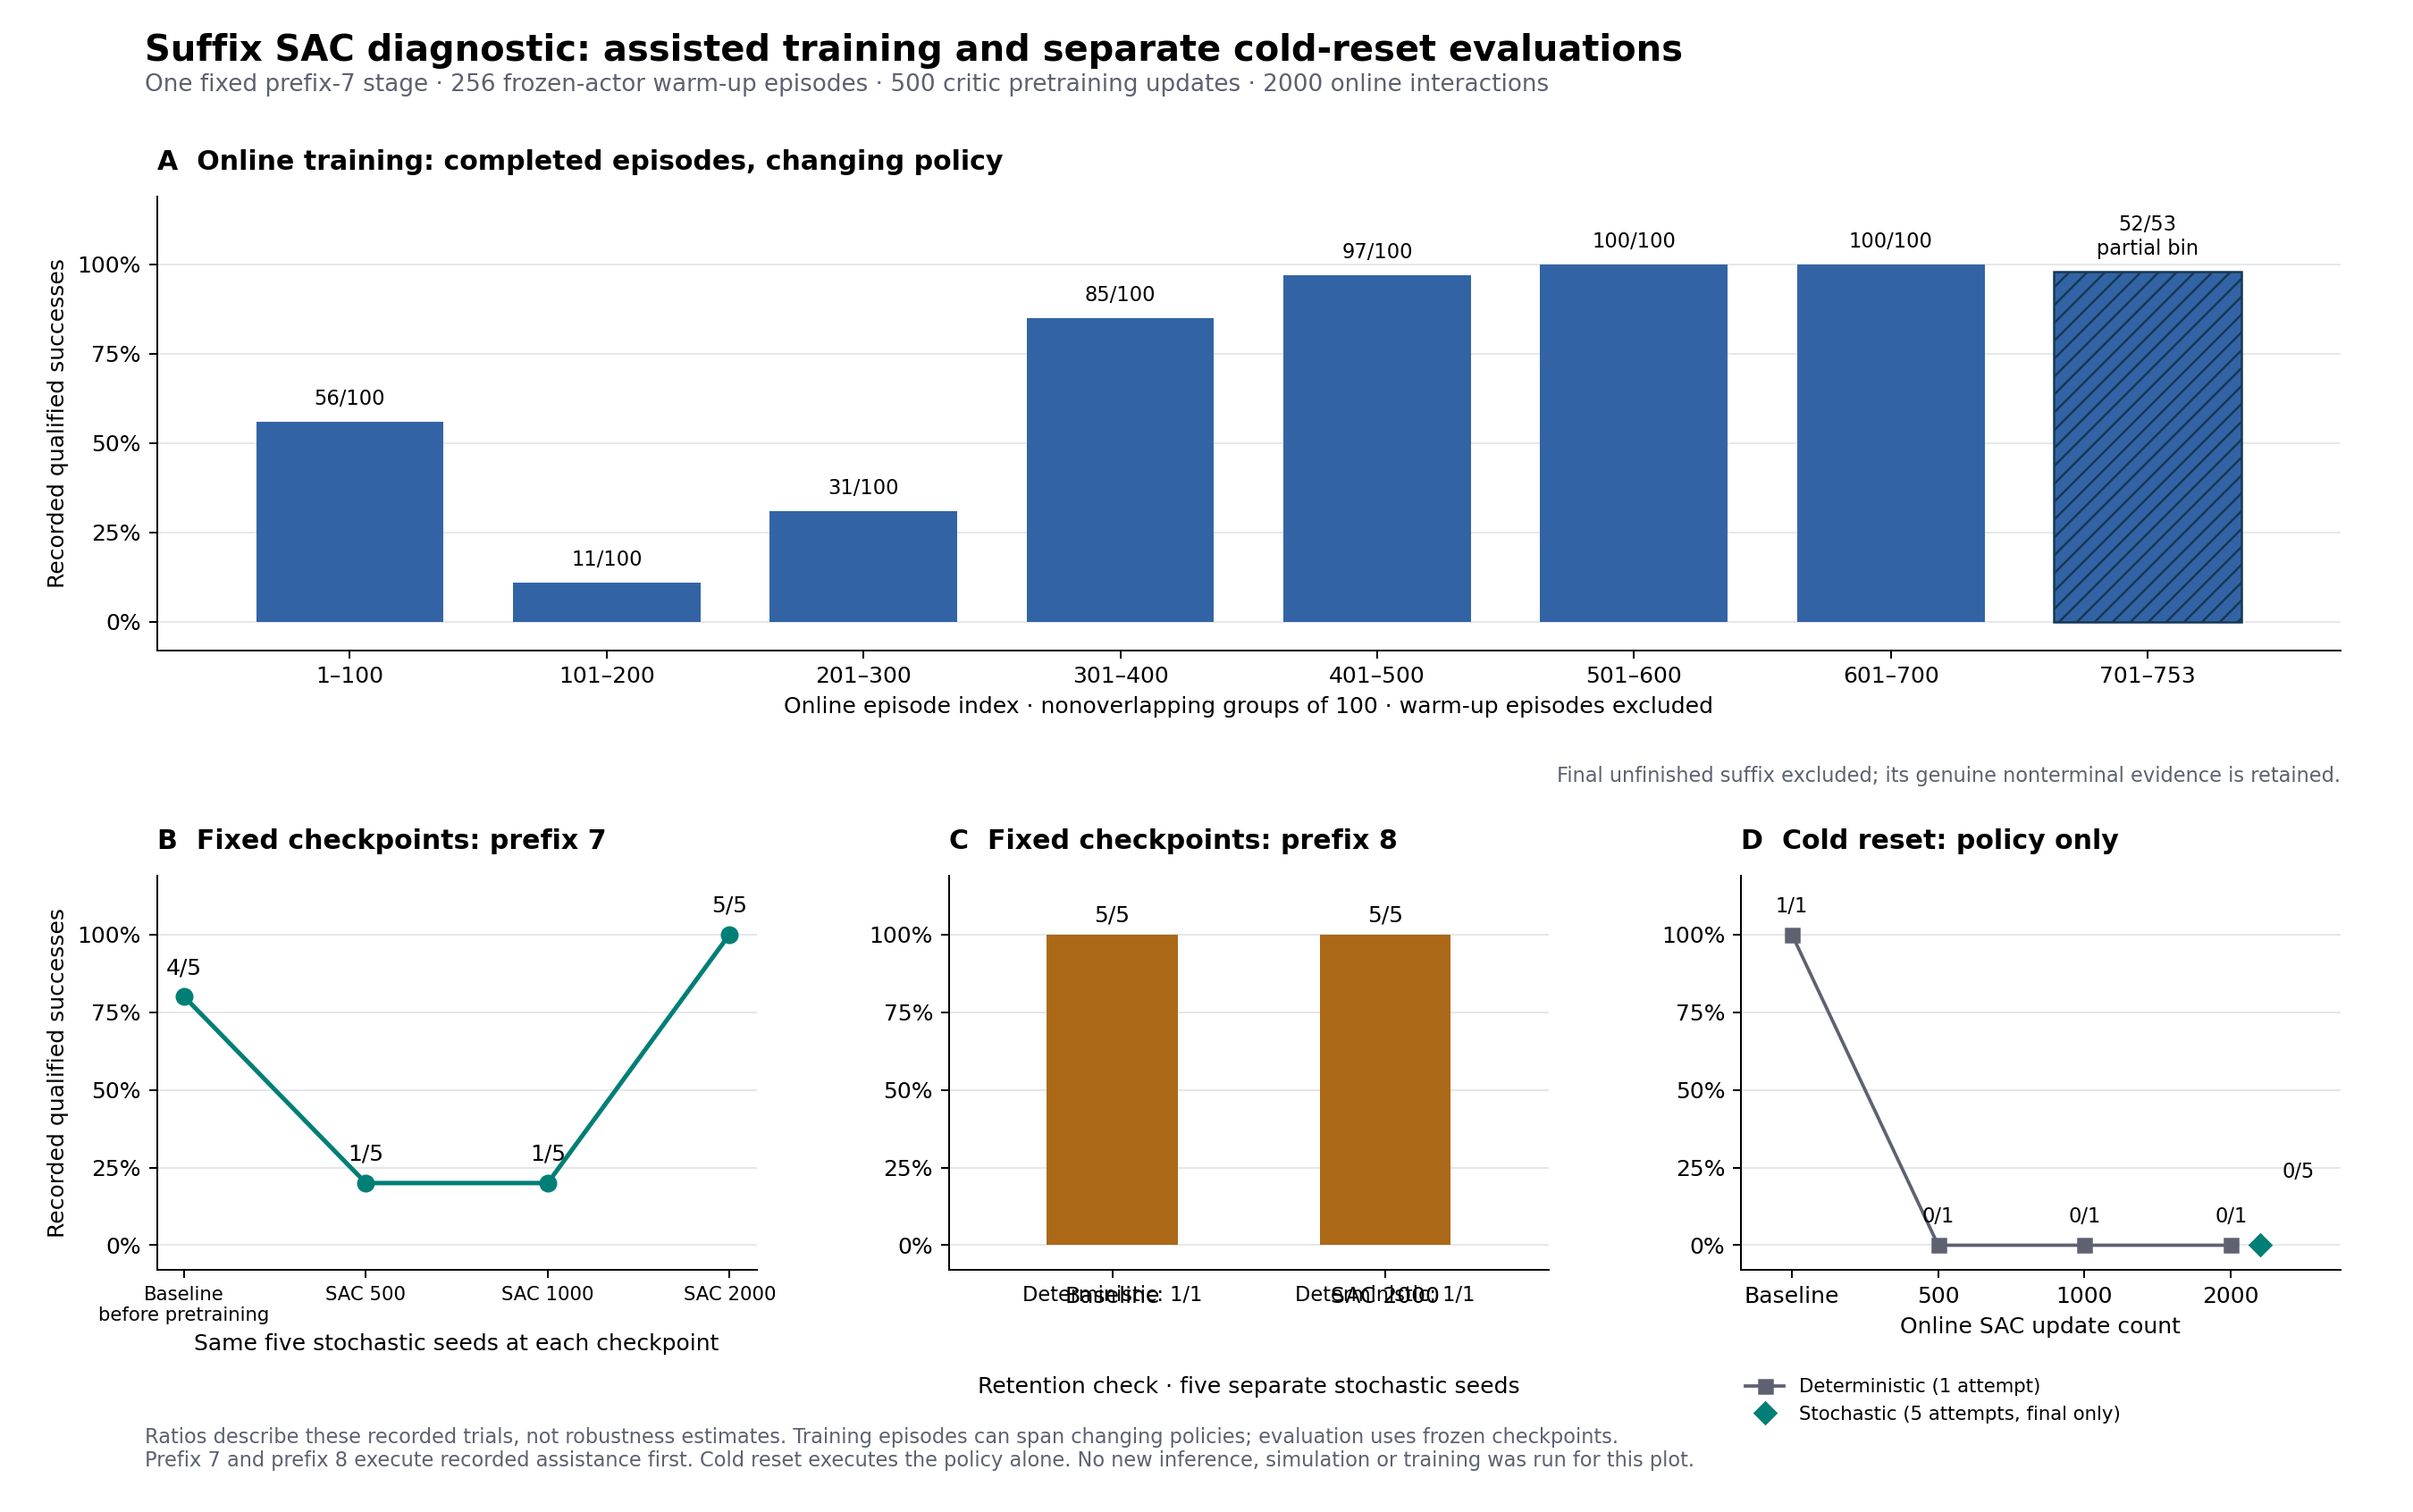 Suffix SAC diagnostic: assisted training and separate cold-reset evaluations
One fixed prefix-7 stage · 256 frozen-actor warm-up episodes · 500 critic pretraining updates · 2000 online interactions
A Online training: completed episodes, changing policy
Recorded qualified successes
100%
75%
50%
25%
0%
56/100
11/100
31/100
85/100
97/100
100/100
100/100
52/53
partial bin
1–100
101–200
201–300
301–400
401–500
501–600
601–700
701–753
Online episode index · nonoverlapping groups of 100 · warm-up episodes excluded
Final unfinished suffix excluded; its genuine nonterminal evidence is retained.
B Fixed checkpoints: prefix 7
Recorded qualified successes
100%
75%
50%
25%
0%
4/5
1/5
1/5
5/5
Baseline
before pretraining
SAC 500
SAC 1000
SAC 2000
Same five stochastic seeds at each checkpoint
C Fixed checkpoints: prefix 8
100%
75%
50%
25%
0%
5/5
5/5
Baseline
Deterministic: 1/1
SAC 2000
Deterministic: 1/1
Retention check · five separate stochastic seeds
D Cold reset: policy only
100%
75%
50%
25%
0%
1/1
0/1
0/1
0/1
0/5
Baseline
500
1000
2000
Online SAC update count
Deterministic (1 attempt)
Stochastic (5 attempts, final only)
Ratios describe these recorded trials, not robustness estimates. Training episodes can span changing policies; evaluation uses frozen checkpoints.
Prefix 7 and prefix 8 execute recorded assistance first. Cold reset executes the policy alone. No new inference, simulation or training was run for this plot.